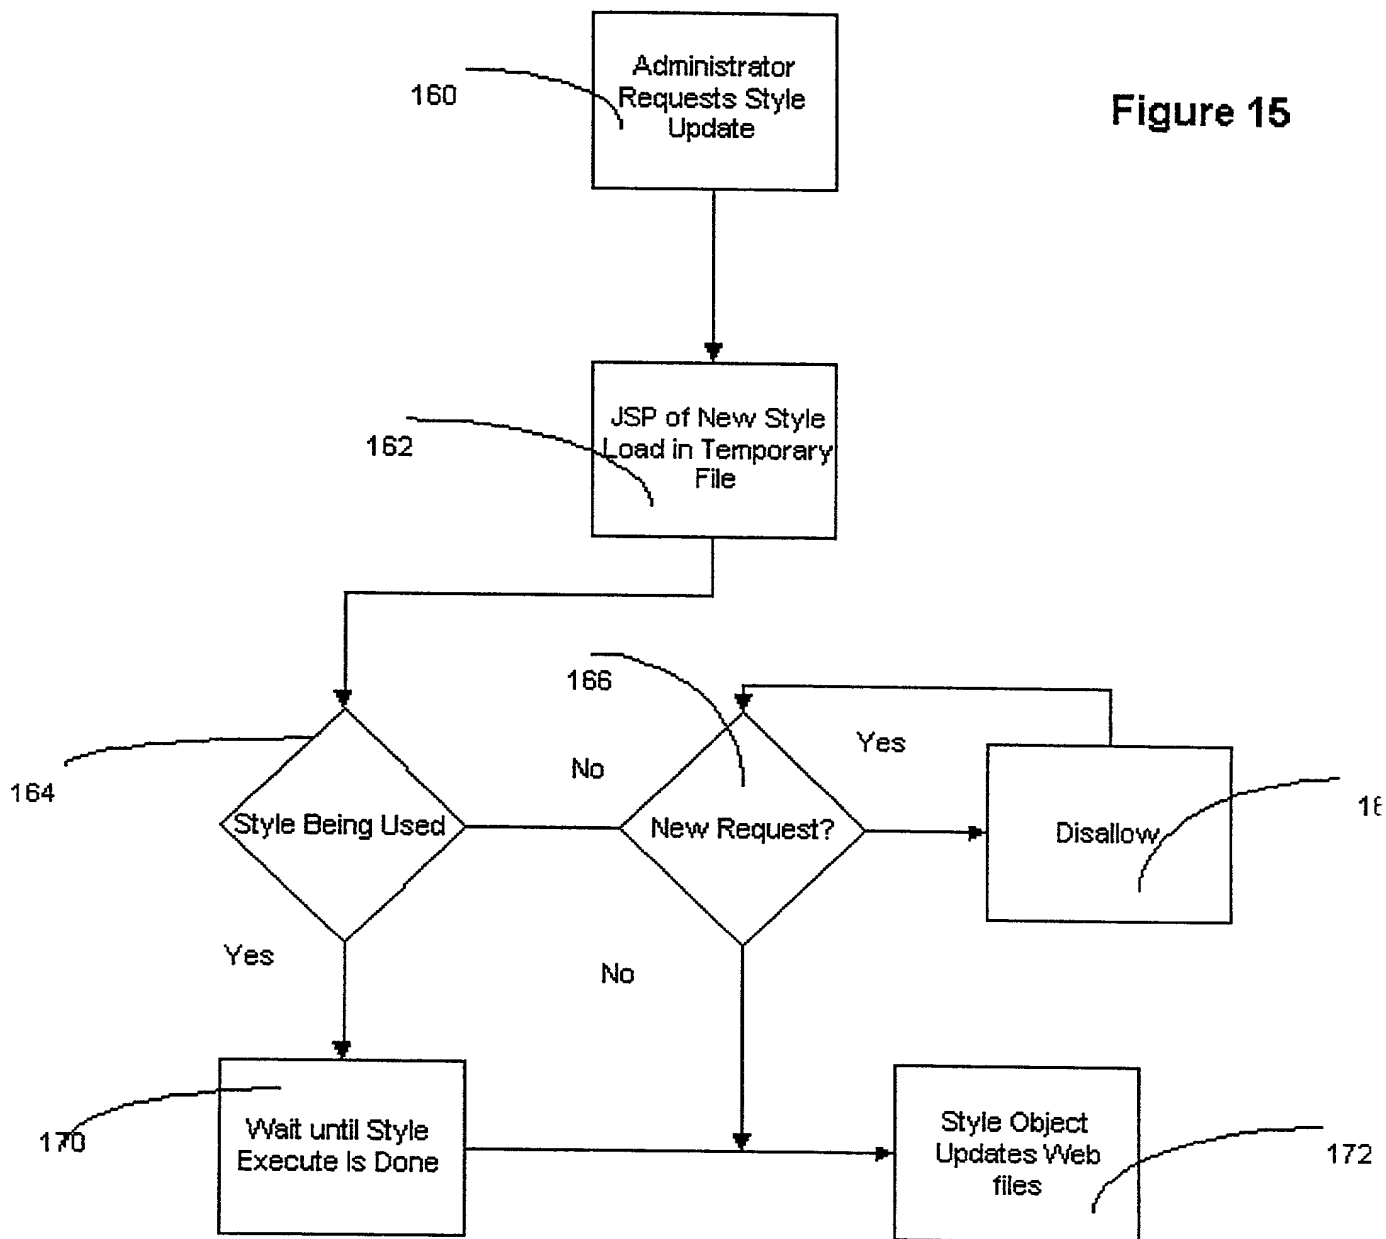 Administrator
Requests Style
Update
160
Figure 15
JSP of New Style
Load in Temporary
File
162
166
Yes
No
164
Style Being Used
New Request?
Disallow
Yes
No
170
Wait until Style
Execute Is Done
Style Object
Updates Web
files
172